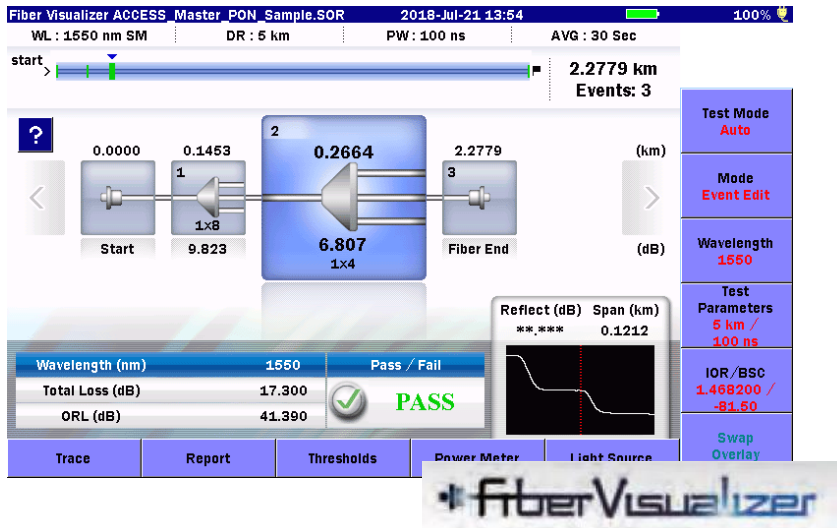 Fiber Visualizer ACCESS_Master_PON_Sample.SOR 2018-Jul-21 13:54 100%
WL : 1550 nm SM DR : 5 km PW : 100 ns AVG : 30 Sec
start
2.2779 km
Events: 3
?
0.0000 0.1453 2 0.2664 2.2779 (km)
1 3
1×8
Start 9.823 6.807 Fiber End (dB)
1×4
Reflect (dB) Span (km)
**.*** 0.1212
Wavelength (nm) 1550 Pass / Fail
Total Loss (dB) 17.300 PASS
ORL (dB) 41.390
Test Mode
Auto
Mode
Event Edit
Wavelength
1550
Test
Parameters
5 km /
100 ns
IOR/BSC
1.468200 /
-81.50
Swap
Overlay
Trace Report Thresholds Power Meter Light Source
FiberVisualizer